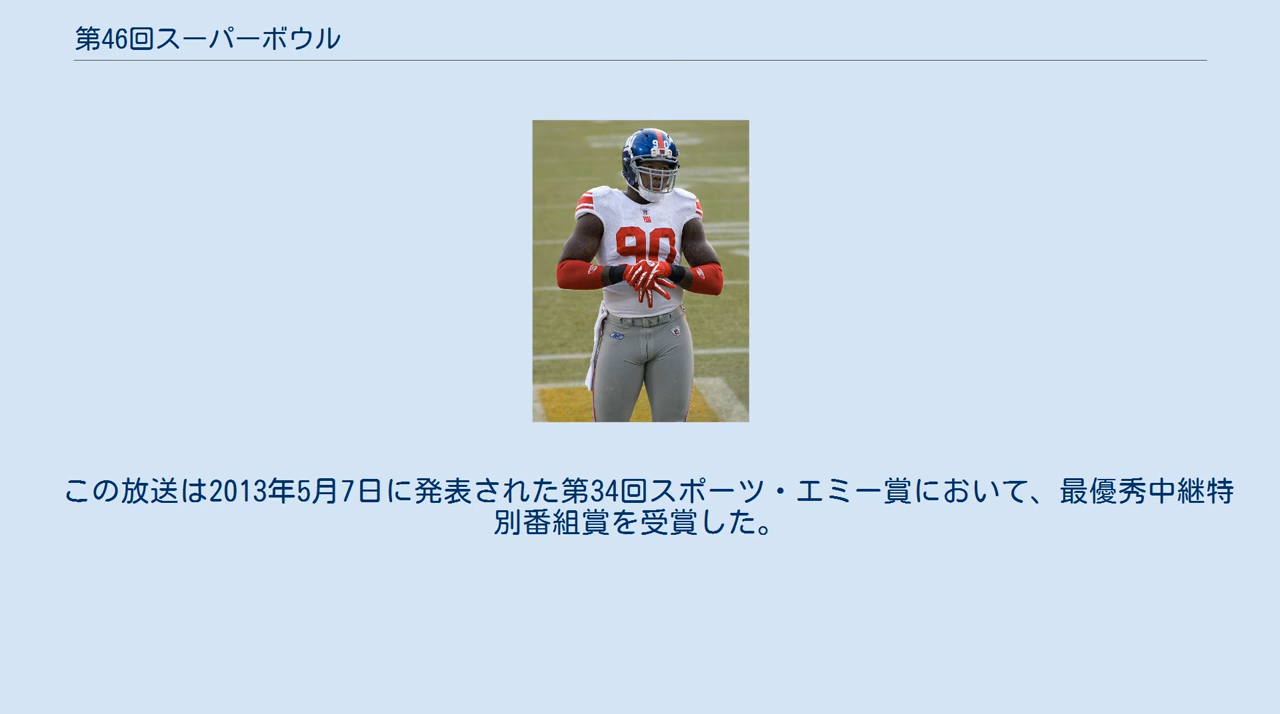 第46回スーパーボウル
90
90
この放送は2013年5月7日に発表された第34回スポーツ・エミー賞において、最優秀中継特
別番組賞を受賞した。